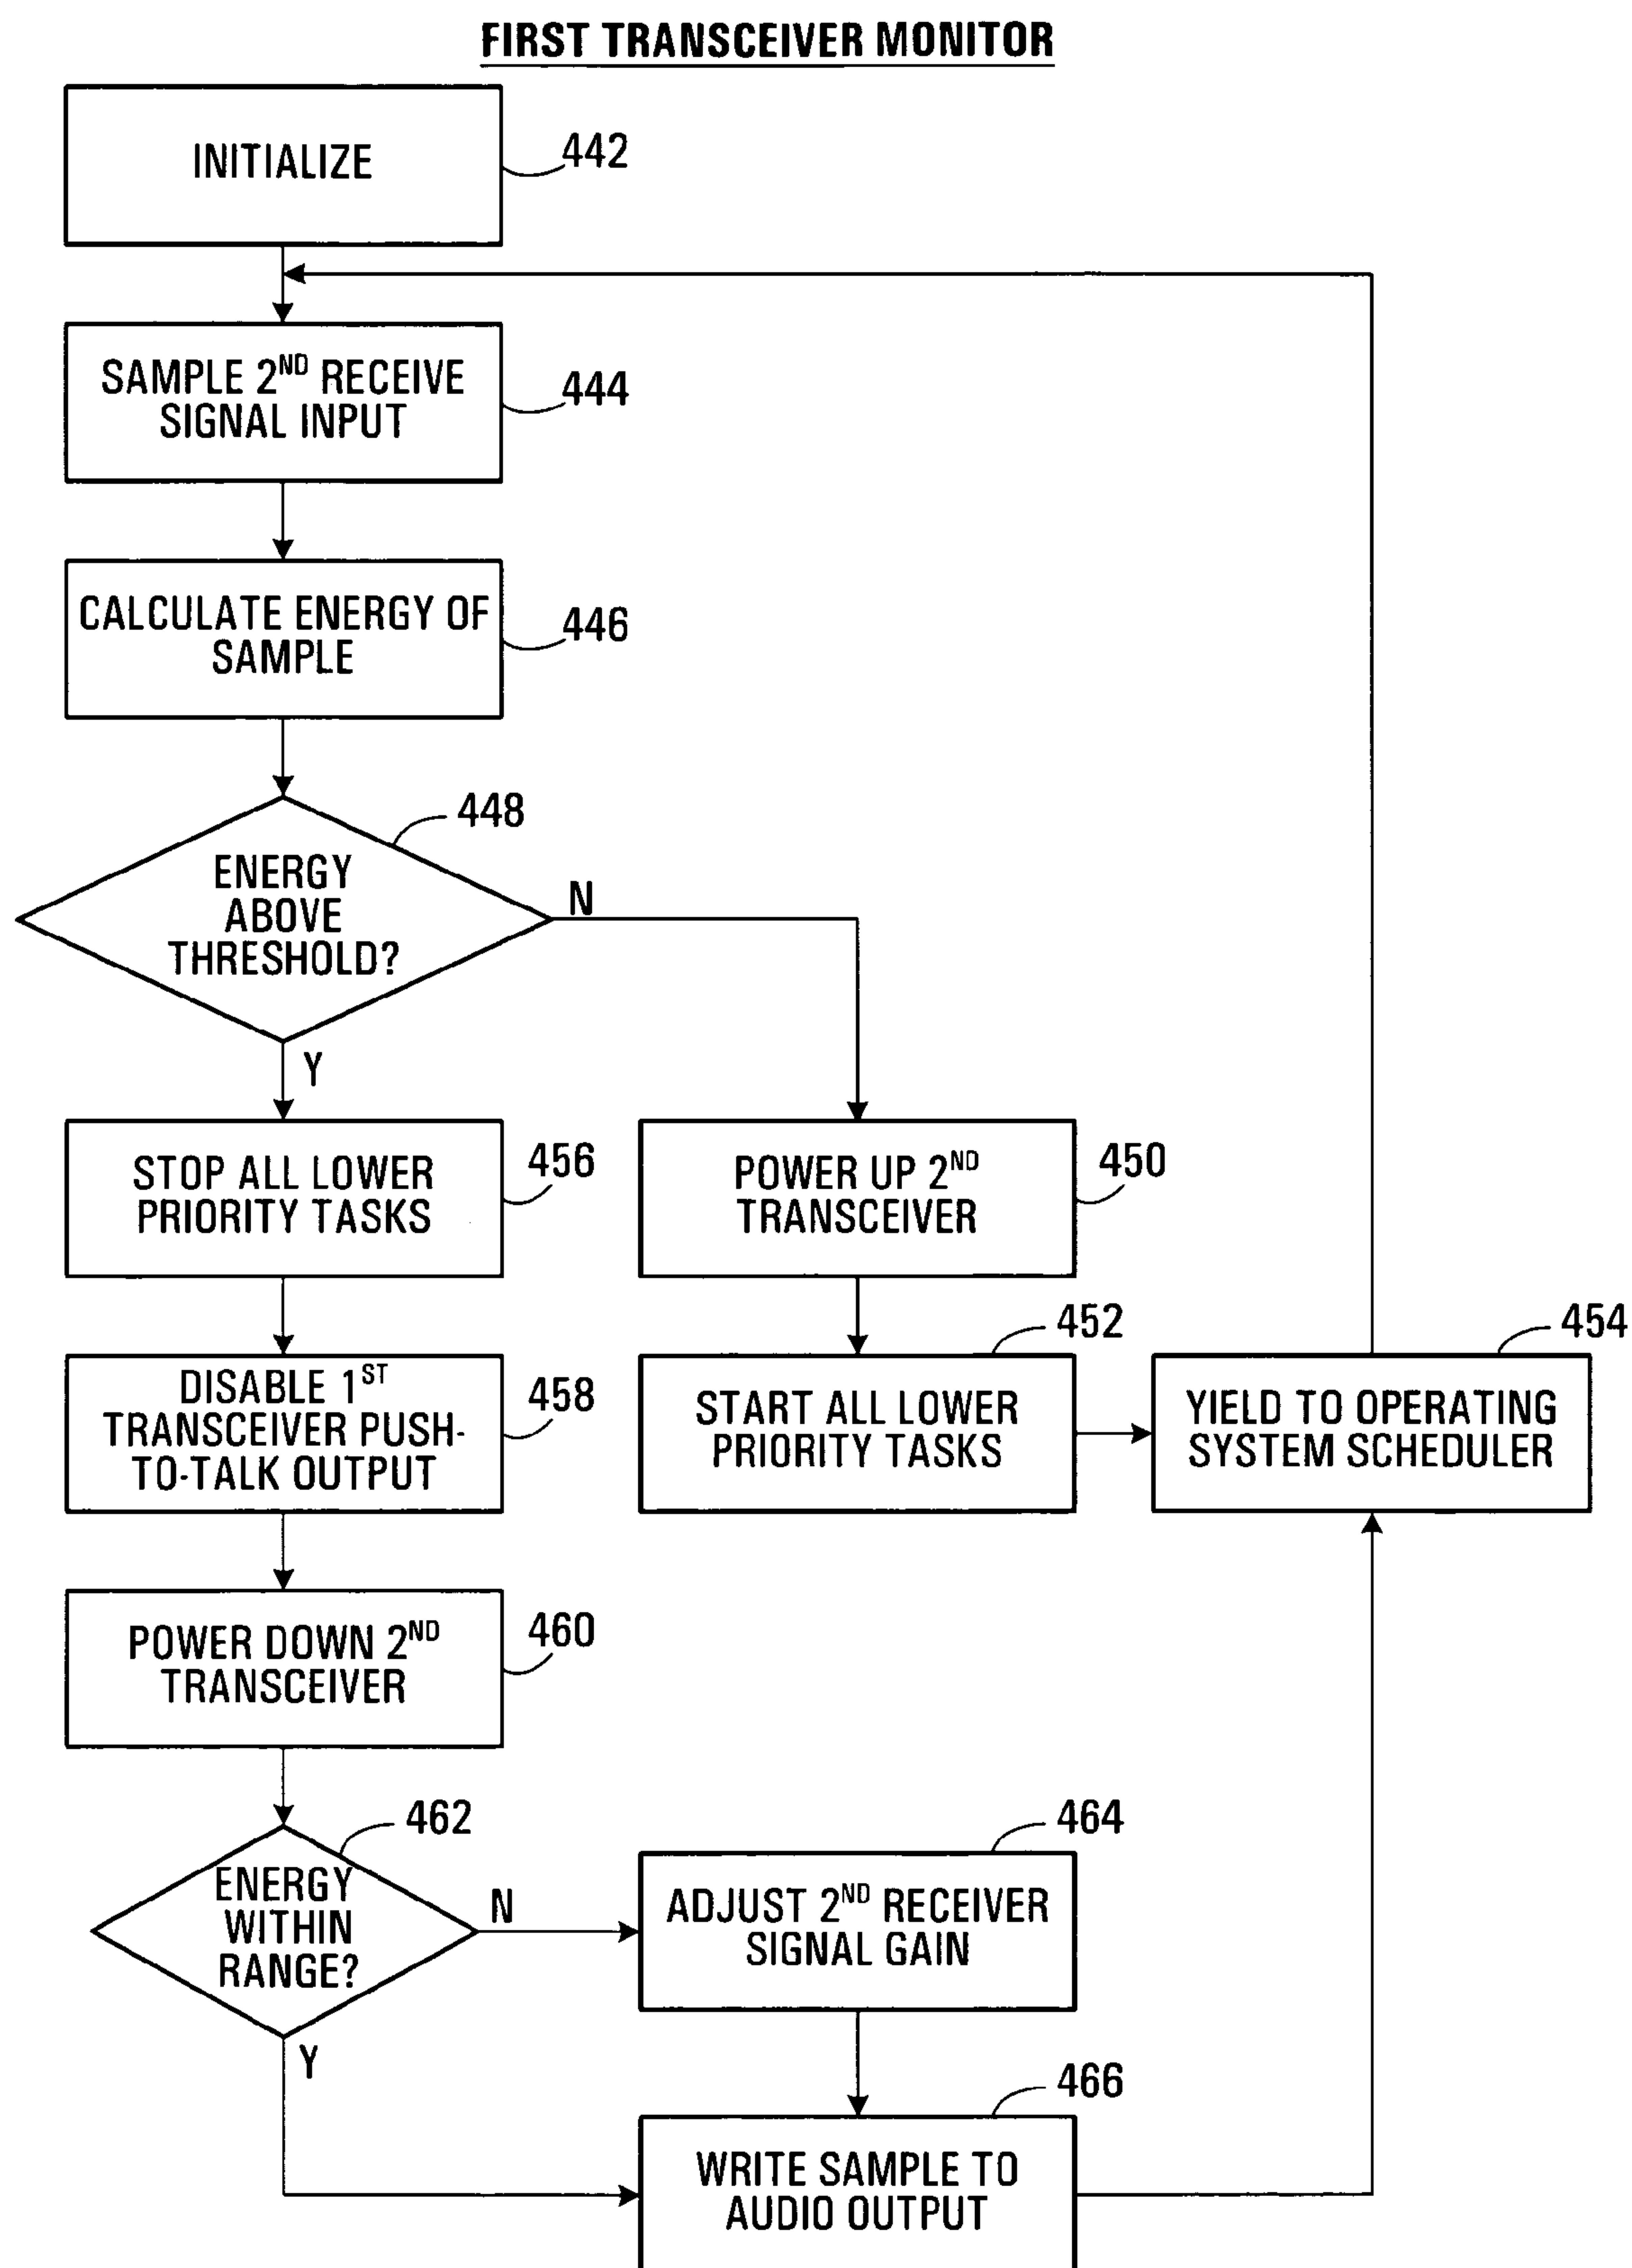 FIRST TRANSCEIVER MONITOR
INITIALIZE
442
SAMPLE 2ND RECEIVE
SIGNAL INPUT
444
CALCULATE ENERGY OF
SAMPLE
446
448
ENERGY
ABOVE
THRESHOLD?
N
Y
STOP ALL LOWER
PRIORITY TASKS
456
POWER UP 2ND
TRANSCEIVER
450
DISABLE 1ST
TRANSCEIVER PUSH-
TO-TALK OUTPUT
458
452
START ALL LOWER
PRIORITY TASKS
454
YIELD TO OPERATING
SYSTEM SCHEDULER
POWER DOWN 2ND
TRANSCEIVER
460
462
ENERGY
WITHIN
RANGE?
N
Y
464
ADJUST 2ND RECEIVER
SIGNAL GAIN
466
WRITE SAMPLE TO
AUDIO OUTPUT